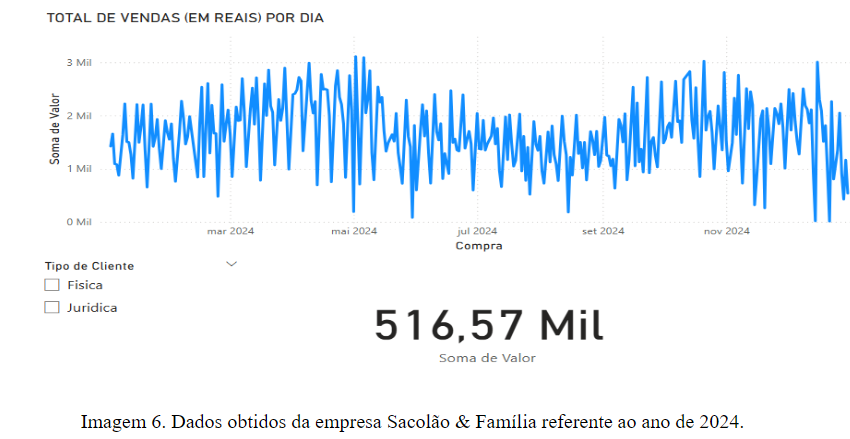 TOTAL DE VENDAS (EM REAIS) POR DIA
3 Mil
2 Mil
1 Mil
0 Mil
Soma de Valor
mar 2024 mai 2024 jul 2024 set 2024 nov 2024
Compra
Tipo de Cliente
Fisica
Juridica
516,57 Mil
Soma de Valor
Imagem 6. Dados obtidos da empresa Sacolão & Família referente ao ano de 2024.